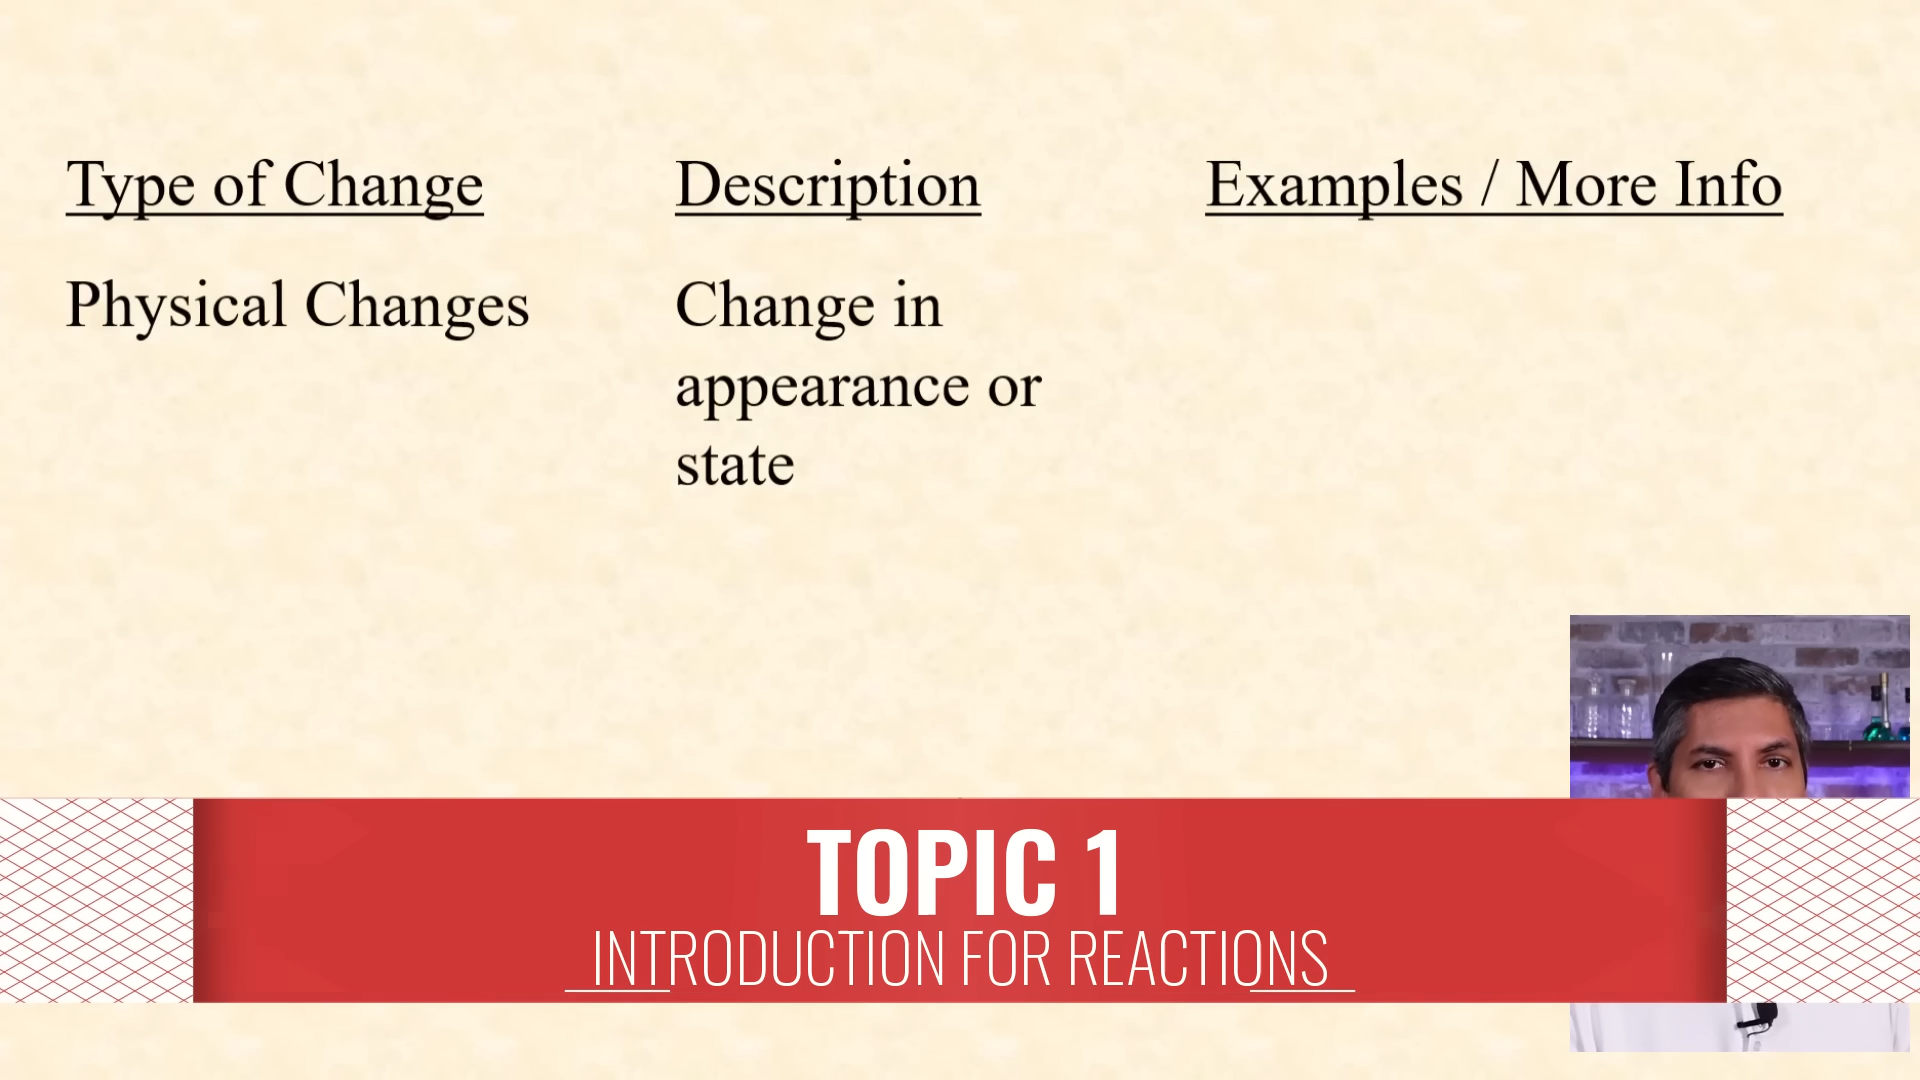 Type of Change Description Examples / More Info
Physical Changes Change in
appearance or
state
TOPIC 1
INTRODUCTION FOR REACTIONS